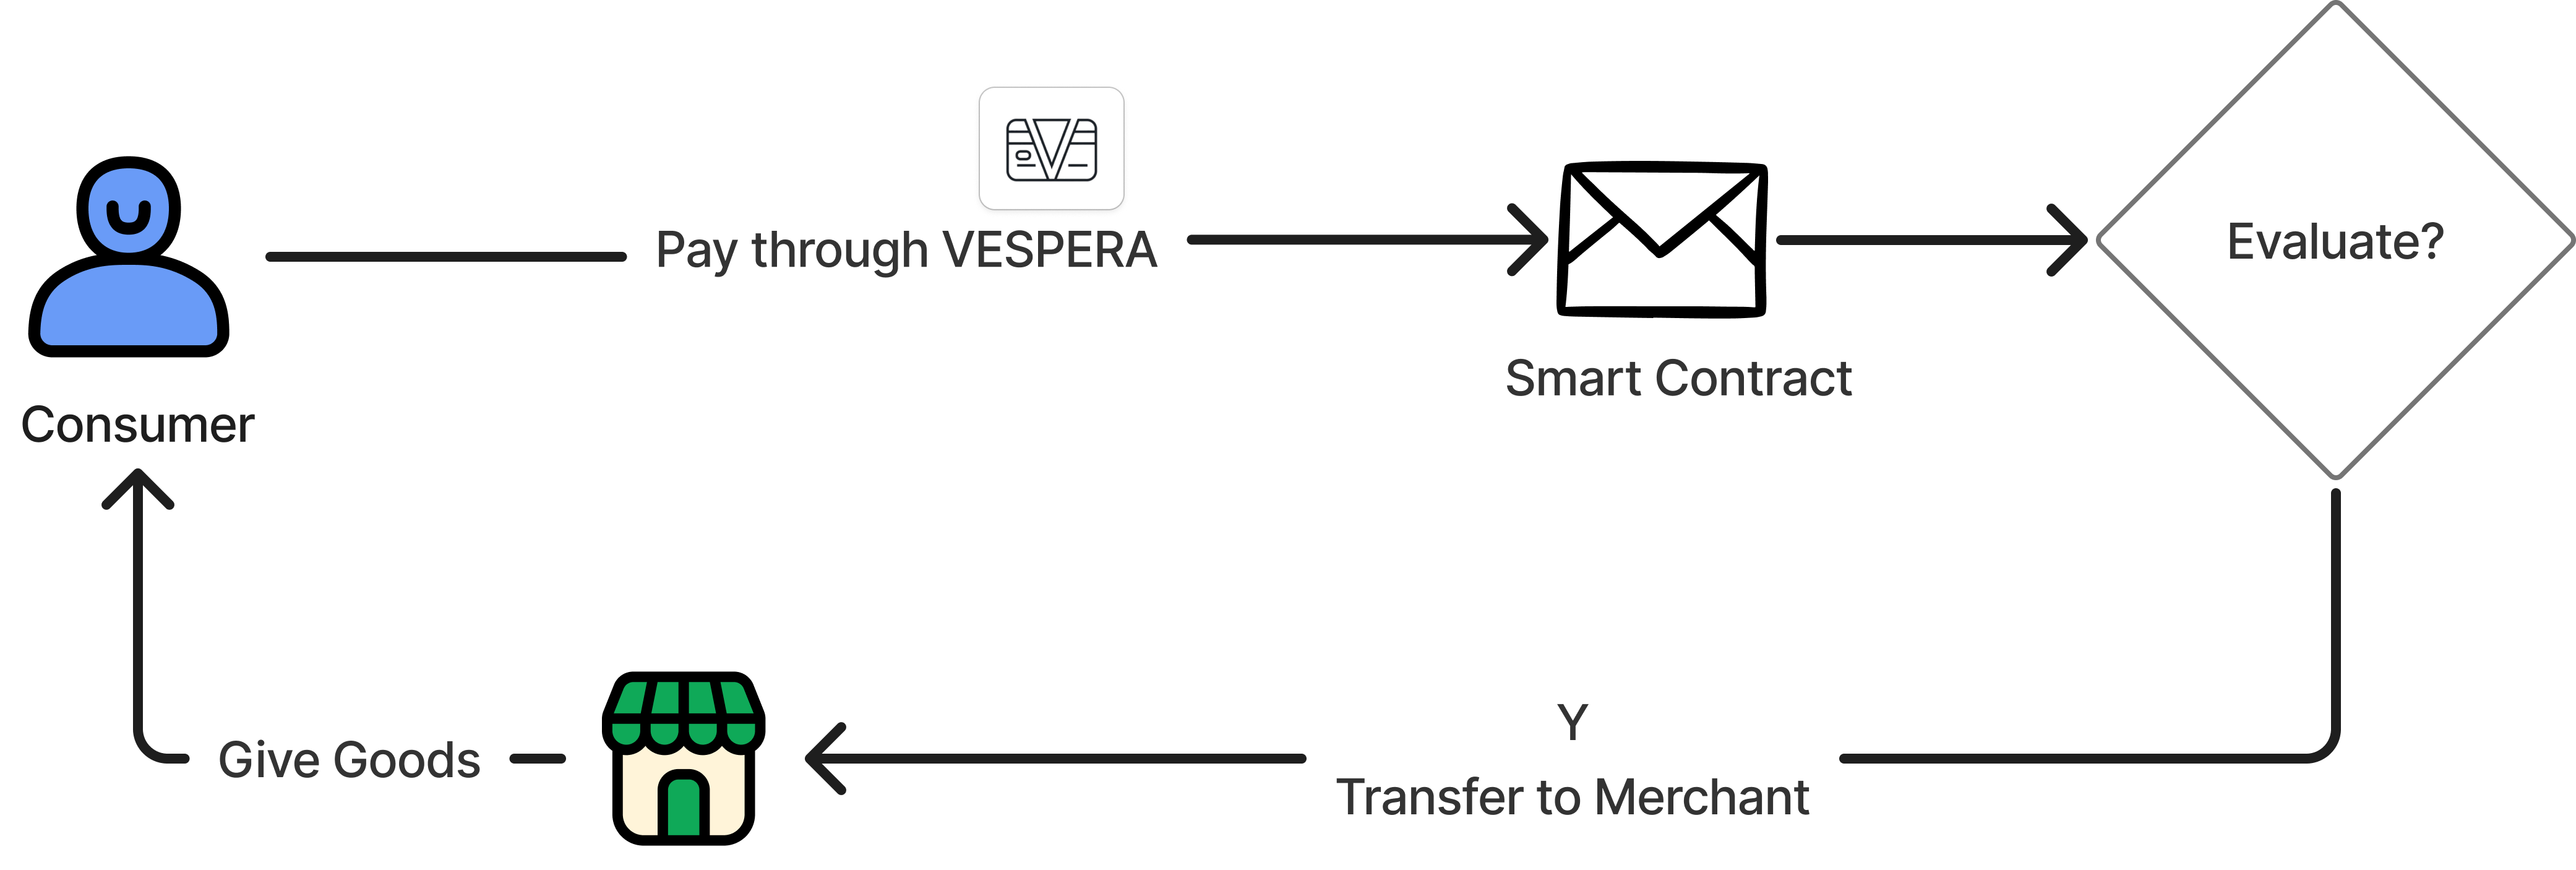 Pay through VESPERA
Evaluate?
Smart Contract
Consumer
Y
Transfer to Merchant
Give Goods